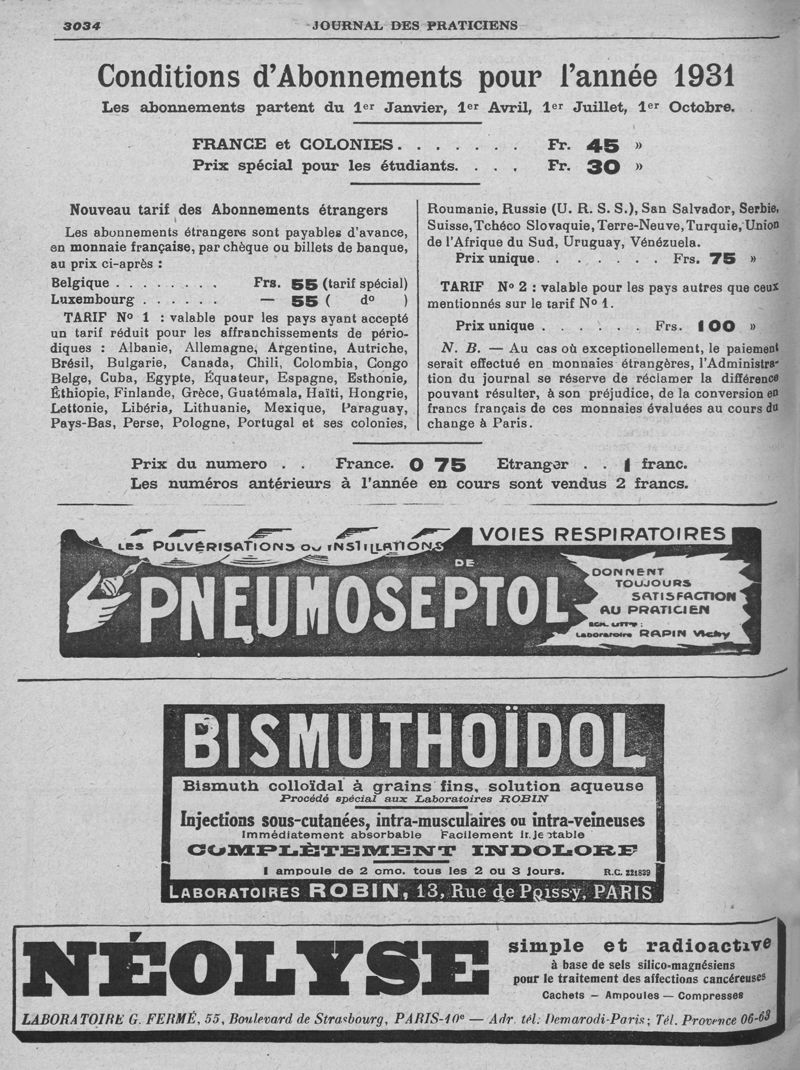 3034
JOURNAL DES PRATICIENS
Conditions d'Abonnements pour l'année 1931
Les abonnements partent du 1er Janvier, 1er Avril, 1er Juillet, 1er Octobre.
FRANCE et COLONIES. . . . . . . Fr. 45 »
Prix spécial pour les étudiants. . . . Fr. 30 »
Nouveau tarif des Abonnements étrangers
Les abonnements étrangers sont payables d'avance,
en monnaie française, par chèque ou billets de banque,
au prix ci-après :
Belgique . . . . . . . . Frs. 55 (tarif spécial)
Luxembourg . . . . . . — 55 ( do )
TARIF No 1 : valable pour les pays ayant accepté
un tarif réduit pour les affranchissements de pério-
diques : Albanie, Allemagne, Argentine, Autriche,
Brésil, Bulgarie, Canada, Chili, Colombia, Congo
Belge, Cuba, Egypte, Équateur, Espagne, Esthonie,
Éthiopie, Finlande, Grèce, Guatémala, Haïti, Hongrie,
Lettonie, Libéria, Lithuanie, Mexique, Paraguay,
Pays-Bas, Perse, Pologne, Portugal et ses colonies,
Roumanie, Russie (U. R. S. S.), San Salvador, Serbie,
Suisse, Tchéco Slovaquie, Terre-Neuve, Turquie, Union
de l'Afrique du Sud, Uruguay, Vénézuela.
Prix unique. . . . . . . . Frs. 75 »
TARIF No 2 : valable pour les pays autres que ceux
mentionnés sur le tarif No 1.
Prix unique . . . . . . Frs. 100 »
N. B. — Au cas où exceptionellement, le paiement
serait effectué en monnaies étrangères, l'Administra-
tion du journal se réserve de réclamer la différence
pouvant résulter, à son préjudice, de la conversion en
francs français de ces monnaies évaluées au cours du
change à Paris.
Prix du numero . . France. 0 75 Etranger . . 1 franc.
Les numéros antérieurs à l'année en cours sont vendus 2 francs.
VOIES RESPIRATOIRES
LES PULVÉRISATIONS OU INSTILLATIONS
DE
PNEUMOSEPTOL
DONNENT
TOUJOURS
SATISFACTION
AU PRATICIEN
ECH. LITTRE :
Laboratoire RAPIN Vichy
BISMUTHOÏDOL
Bismuth colloïdal à grains fins, solution aqueuse
Procédé spécial aux Laboratoires ROBIN
Injections sous-cutanées, intra-musculaires ou intra-veineuses
Immédiatement absorbable Facilement injectable
COMPLÈTEMENT INDOLORE
1 ampoule de 2 cmc. tous les 2 ou 3 jours. R.C. 221839
LABORATOIRES ROBIN, 13, Rue de Poissy, PARIS
NÉOLYSE
simple et radioactive
à base de sels silico-magnésiens
pour le traitement des affections cancéreuses
Cachets — Ampoules — Compresses
LABORATOIRE G. FERMÉ, 55, Boulevard de Strasbourg, PARIS-10e — Adr. tél. Demarodi-Paris ; Tél. Provence 06-63